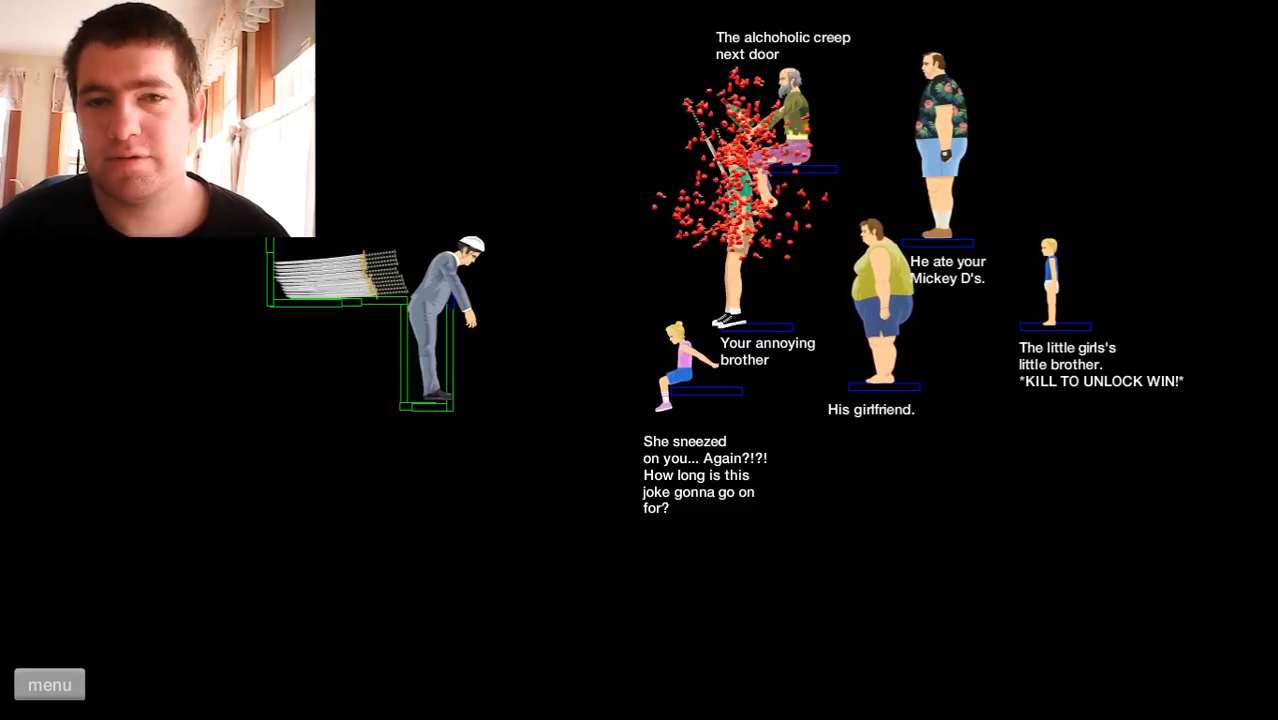 The alchoholic creep
next door
He ate your
Mickey D's.
Your annoying
brother
The little girls's
little brother.
*KILL TO UNLOCK WIN!*
His girlfriend.
She sneezed
on you... Again?!?!
How long is this
joke gonna go on
for?
menu